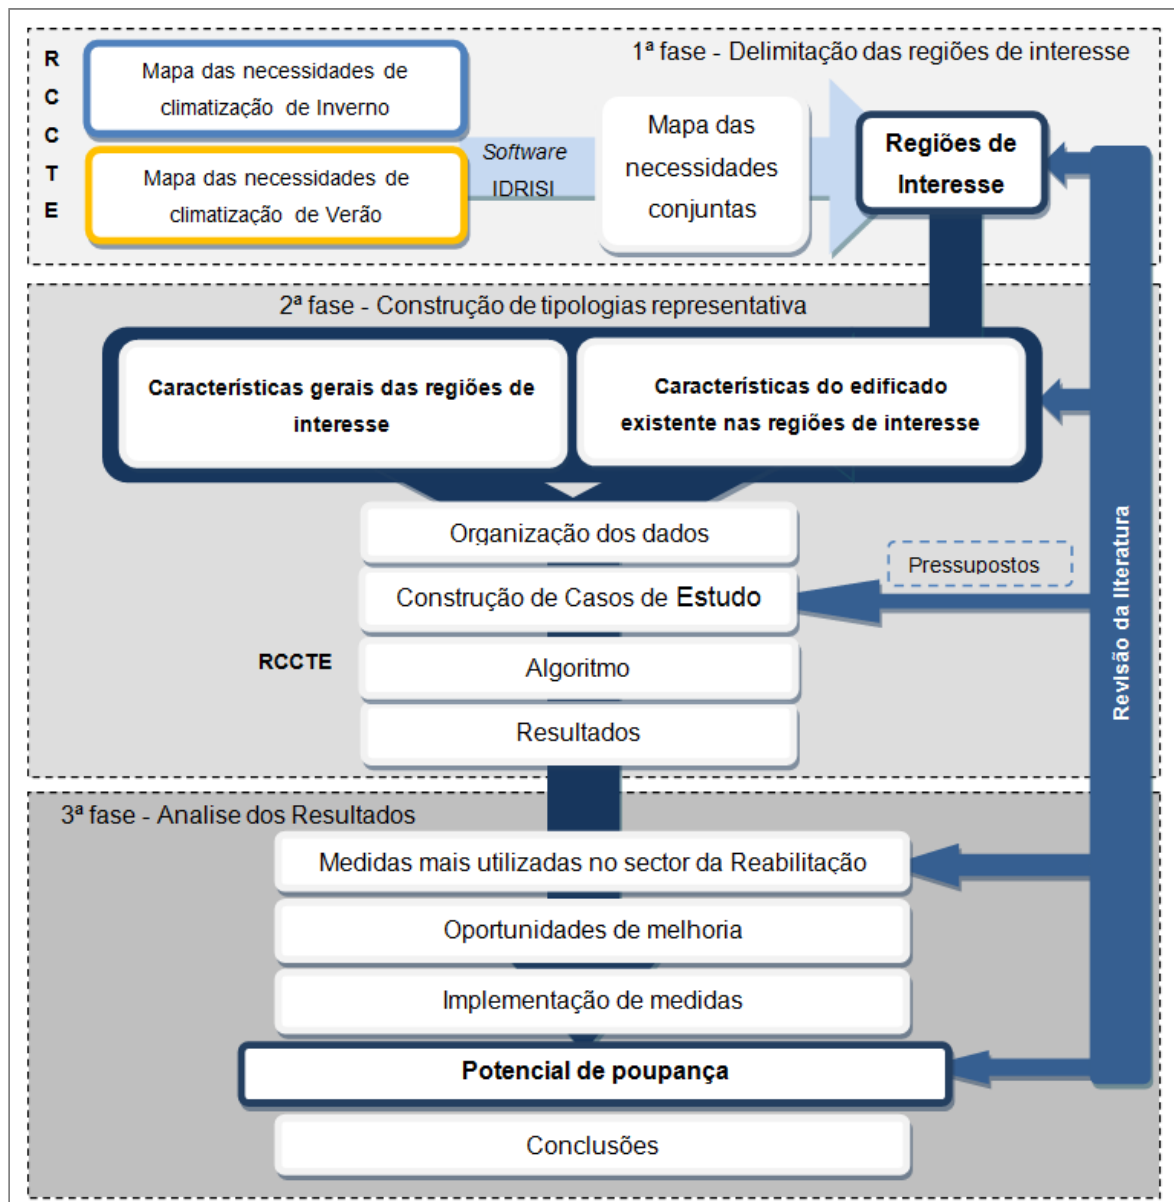 1ª fase - Delimitação das regiões de interesse
R
C
C
T
E
Mapa das necessidades de
climatização de Inverno
Mapa das necessidades de
climatização de Verão
Software
IDRISI
Mapa das
necessidades
conjuntas
Regiões de
Interesse
2ª fase - Construção de tipologias representativa
Características gerais das regiões de
interesse
Características do edificado
existente nas regiões de interesse
Organização dos dados
Pressupostos
Construção de Casos de Estudo
RCCTE
Algoritmo
Resultados
Revisão da literatura
3ª fase - Analise dos Resultados
Medidas mais utilizadas no sector da Reabilitação
Oportunidades de melhoria
Implementação de medidas
Potencial de poupança
Conclusões